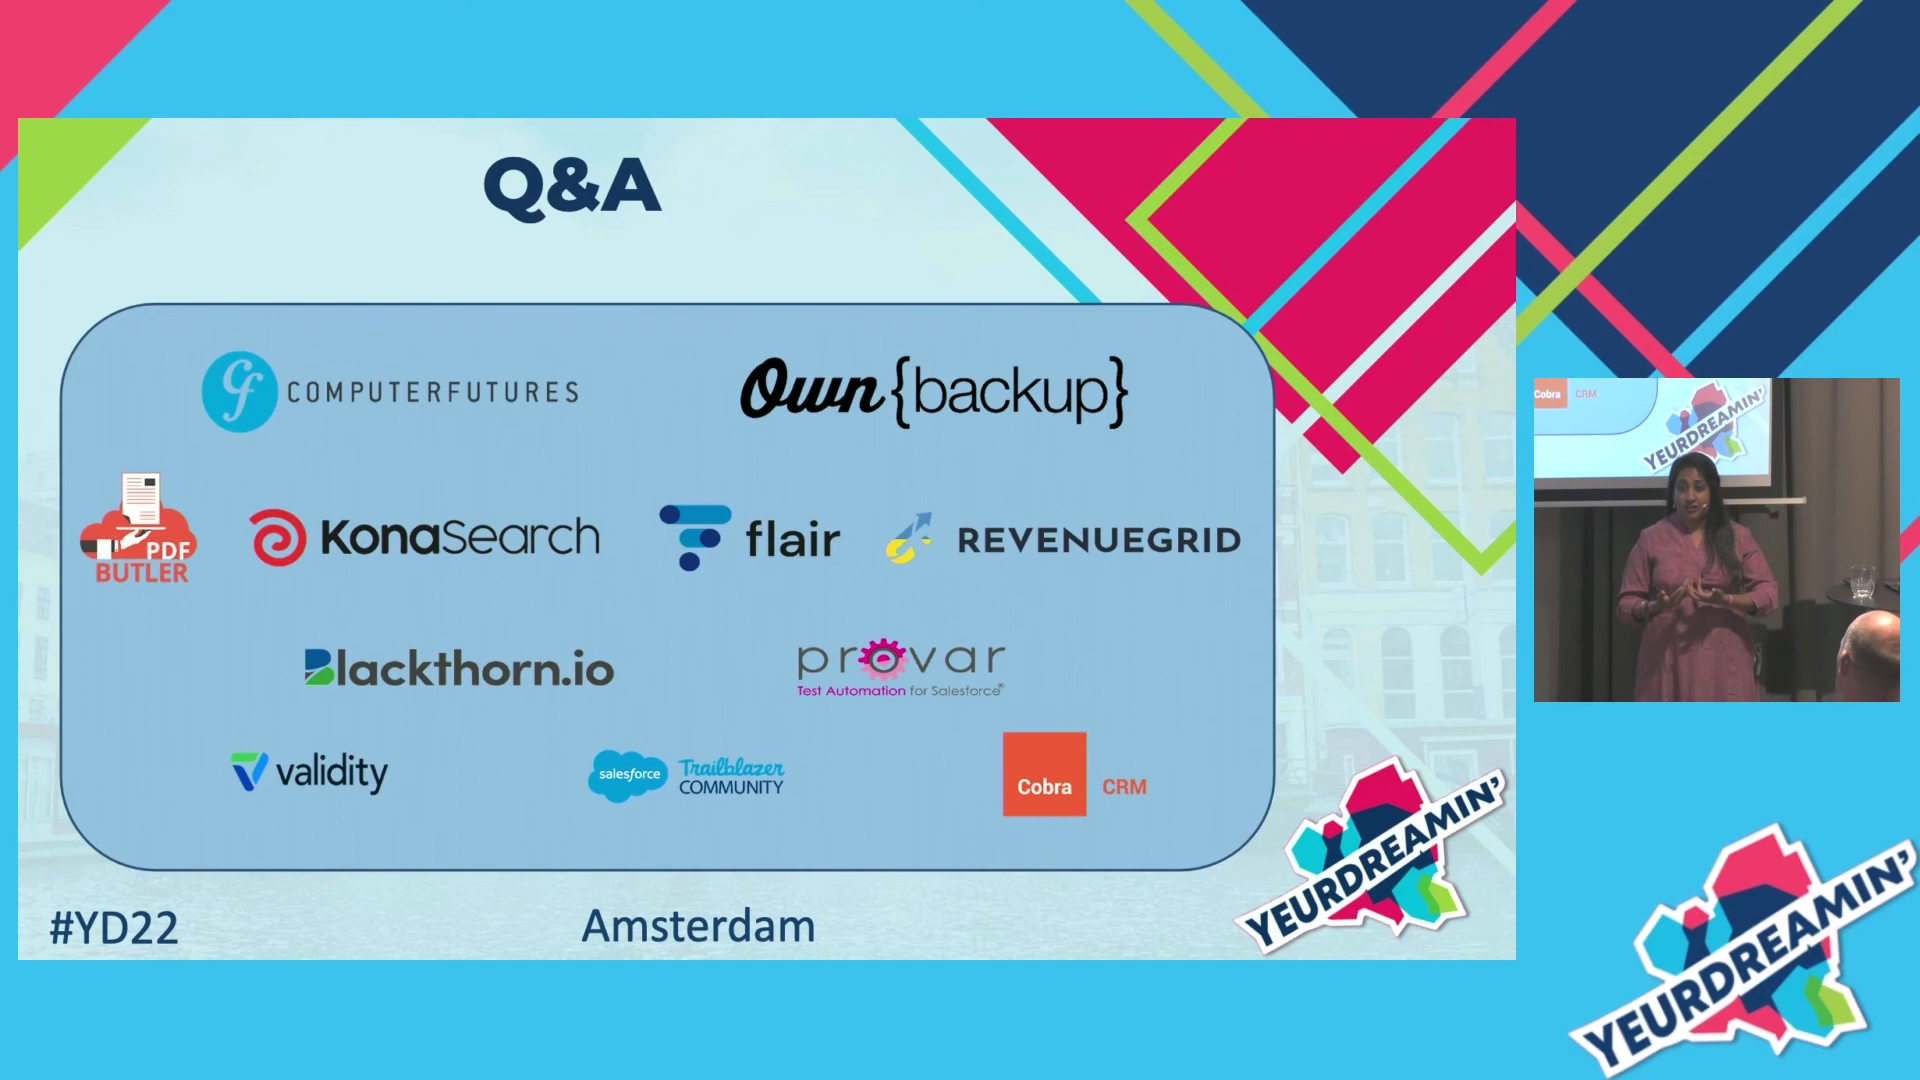 Q&A
COMPUTERFUTURES
Own{backup}
PDF
BUTLER
KonaSearch
flair
REVENUEGRID
Blackthorn.io
provar
Test Automation for Salesforce®
validity
salesforce
Trailblazer
COMMUNITY
Cobra CRM
YEURDREAMIN'
#YD22
Amsterdam
Cobra CRM
YEURDREAMIN'
YEURDREAMIN'